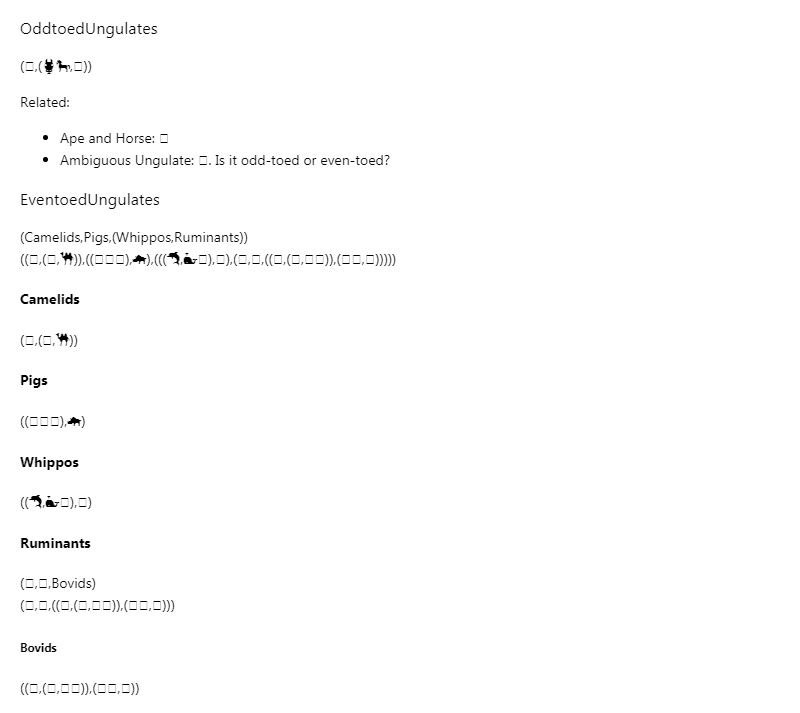 OddtoedUngulates
(□,(🐯︎🐎︎,□))
Related:
• Ape and Horse: □
• Ambiguous Ungulate: □. Is it odd-toed or even-toed?
EventoedUngulates
(Camelids,Pigs,(Whippos,Ruminants))
((□,(□,🐫)),((□□□),🐗),(((🐬,🐳□),□),(□,□,((□,(□,□□)),(□□,□)))))
Camelids
(□,(□,🐫))
Pigs
((□□□),🐗)
Whippos
((🐬,🐳□),□)
Ruminants
(□,□,Bovids)
(□,□,((□,(□,□□)),(□□,□)))
Bovids
((□,(□,□□)),(□□,□))